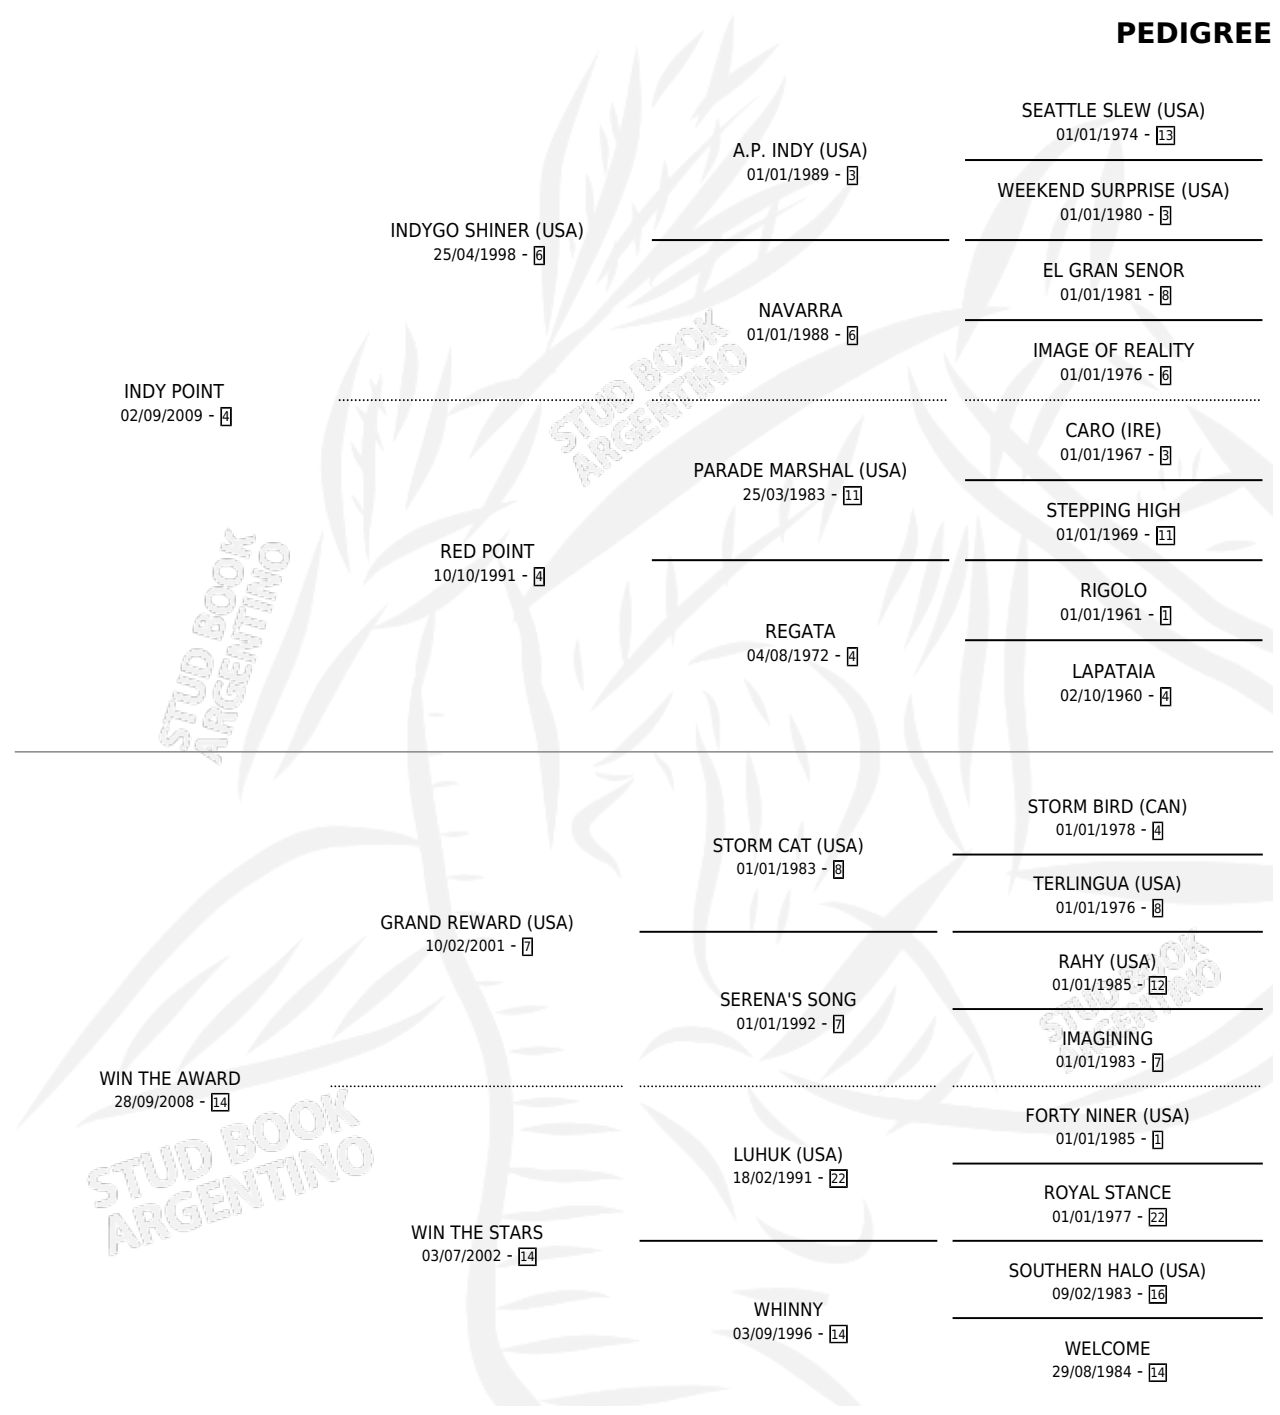 PEDIGREE
SEATTLE SLEW (USA)
01/01/1974 - 13
A.P. INDY (USA)
01/01/1989 - 3
WEEKEND SURPRISE (USA)
01/01/1980 - 3
INDYGO SHINER (USA)
25/04/1998 - 6
EL GRAN SENOR
01/01/1981 - 8
NAVARRA
01/01/1988 - 6
IMAGE OF REALITY
01/01/1976 - 6
INDY POINT
02/09/2009 - 4
CARO (IRE)
01/01/1967 - 3
PARADE MARSHAL (USA)
25/03/1983 - 11
STEPPING HIGH
01/01/1969 - 11
RED POINT
10/10/1991 - 4
RIGOLO
01/01/1961 - 1
REGATA
04/08/1972 - 4
LAPATAIA
02/10/1960 - 4
STORM BIRD (CAN)
01/01/1978 - 4
STORM CAT (USA)
01/01/1983 - 8
TERLINGUA (USA)
01/01/1976 - 8
GRAND REWARD (USA)
10/02/2001 - 7
RAHY (USA)
01/01/1985 - 12
SERENA'S SONG
01/01/1992 - 7
IMAGINING
01/01/1983 - 7
WIN THE AWARD
28/09/2008 - 14
FORTY NINER (USA)
01/01/1985 - 1
LUHUK (USA)
18/02/1991 - 22
ROYAL STANCE
01/01/1977 - 22
WIN THE STARS
03/07/2002 - 14
SOUTHERN HALO (USA)
09/02/1983 - 16
WHINNY
03/09/1996 - 14
WELCOME
29/08/1984 - 14
STUD BOOK
ARGENTINO
STUD BOOK
ARGENTINO
STUD BOOK
ARGENTINO
STUD BOOK
ARGENTINO